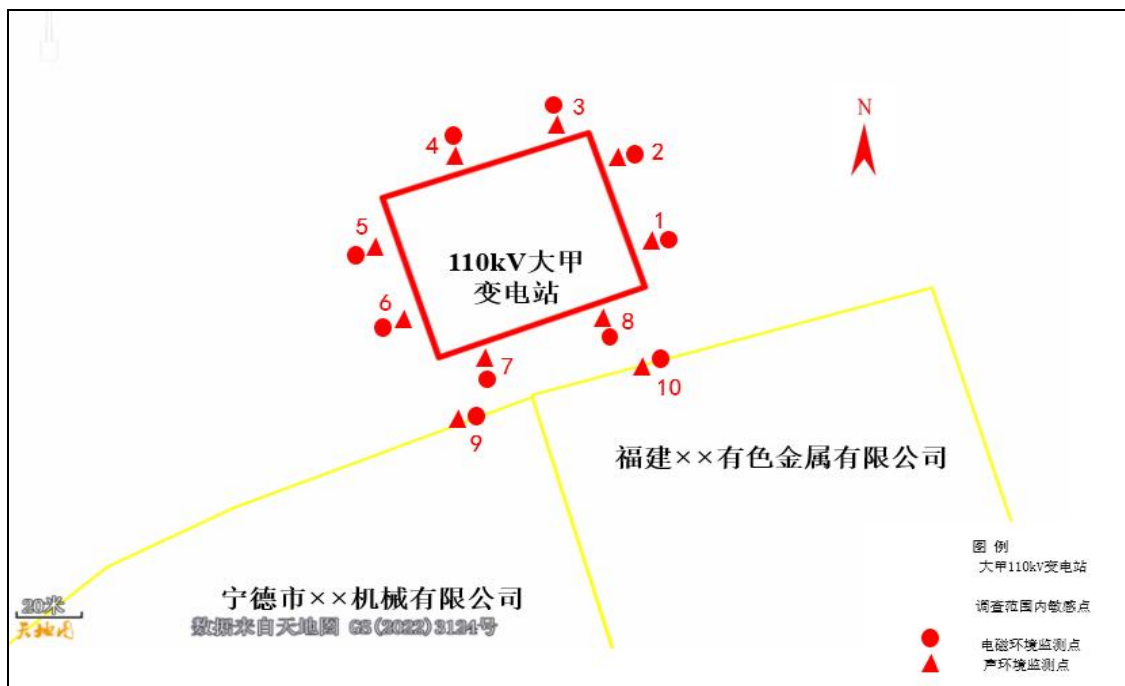 3
N
4
2
5
1
110kV大甲
变电站
6
8
7
10
9
福建××有色金属有限公司
图 例
大甲110kV变电站
宁德市××机械有限公司
调查范围内敏感点
20米
天地图
数据来自天地图 GS(2022)3124号
电磁环境监测点
声环境监测点